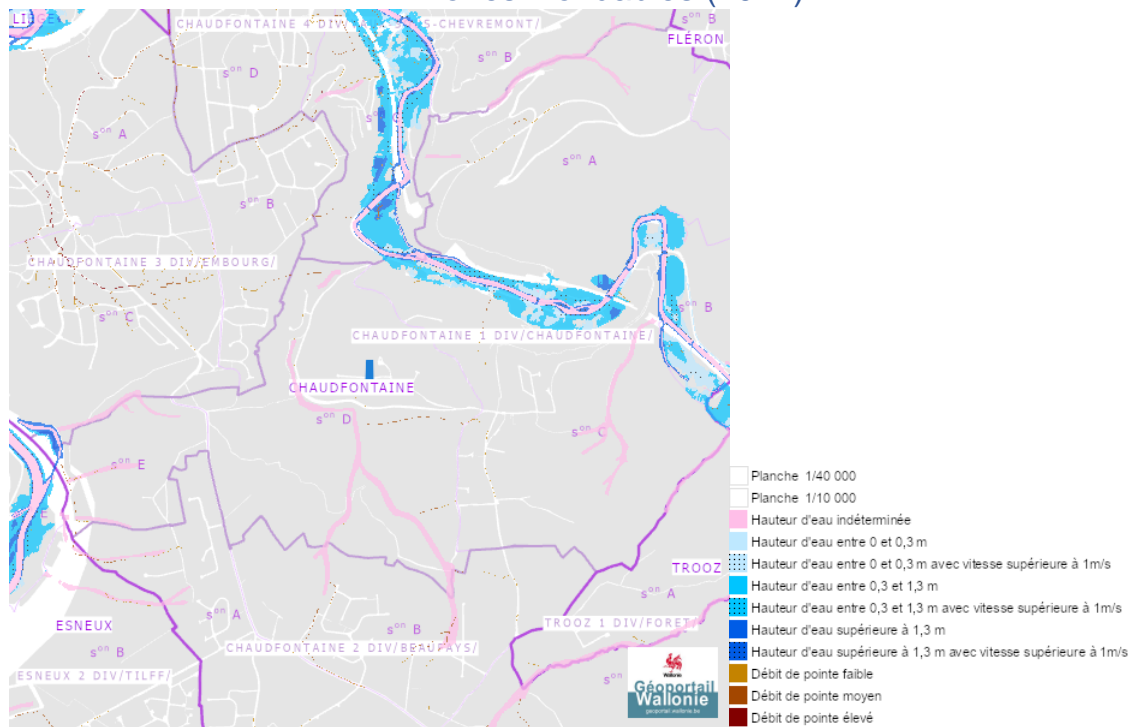 LIEGE
CHAUDFONTAINE 4 DIV/
S-CHEVREMONT/
sᵒⁿ B
FLÉRON
sᵒⁿ B
sᵒⁿ D
sᵒⁿ A
sᵒⁿ A
sᵒⁿ B
CHAUDFONTAINE 3 DIV/EMBOURG/
sᵒⁿ B
sᵒⁿ C
CHAUDFONTAINE 1 DIV/CHAUDFONTAINE/
CHAUDFONTAINE
sᵒⁿ D
sᵒⁿ C
sᵒⁿ E
E
TROOZ
sᵒⁿ A
sᵒⁿ A
ESNEUX
sᵒⁿ B
TROOZ 1 DIV/FORET/
sᵒⁿ B
CHAUDFONTAINE 2 DIV/BEAUFAYS/
ESNEUX 2 DIV/TILFF/
Wallonie
Géoportail
Wallonie
geoportail.wallonie.be
Planche 1/40 000
Planche 1/10 000
Hauteur d'eau indéterminée
Hauteur d'eau entre 0 et 0,3 m
Hauteur d'eau entre 0 et 0,3 m avec vitesse supérieure à 1m/s
Hauteur d'eau entre 0,3 et 1,3 m
Hauteur d'eau entre 0,3 et 1,3 m avec vitesse supérieure à 1m/s
Hauteur d'eau supérieure à 1,3 m
Hauteur d'eau supérieure à 1,3 m avec vitesse supérieure à 1m/s
Débit de pointe faible
Débit de pointe moyen
Débit de pointe élevé